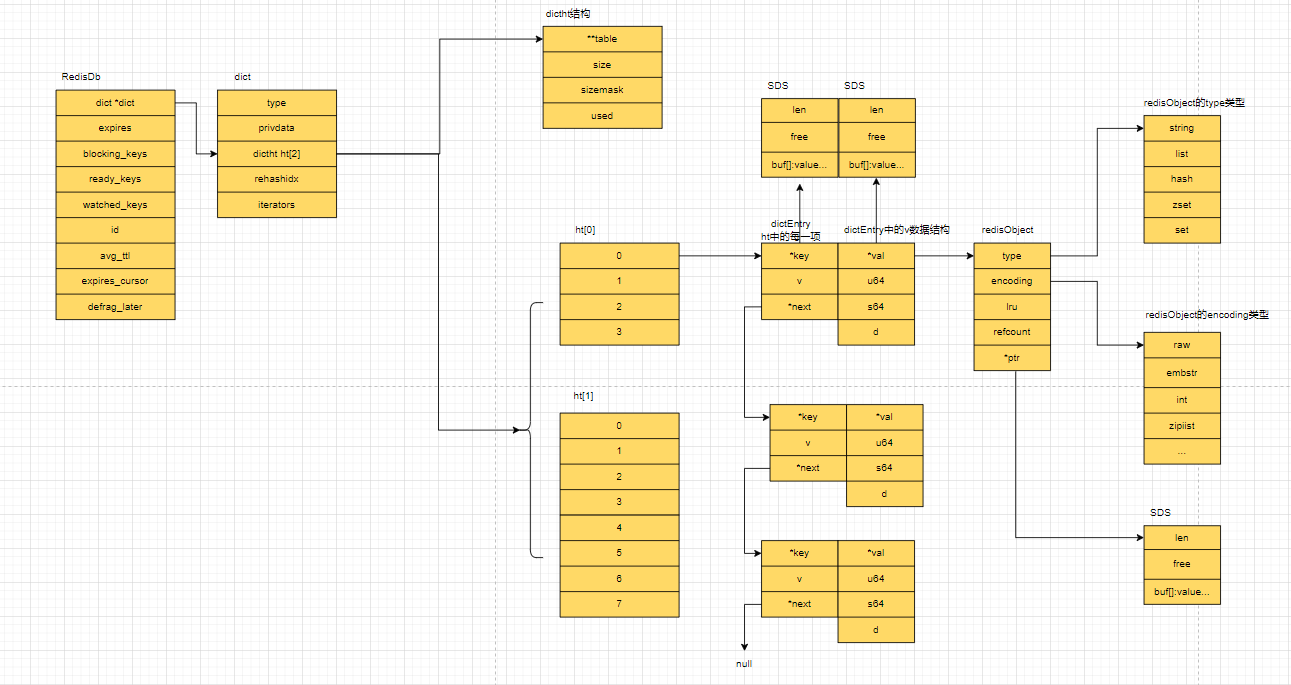 dictht结构
**table
size
sizemask
used
RedisDb
dict *dict
expires
blocking_keys
ready_keys
watched_keys
id
avg_ttl
expires_cursor
defrag_later
dict
type
privdata
dictht ht[2]
rehashidx
iterators
SDS
SDS
len
len
free
free
buf[]:value...
buf[]:value...
redisObject的type类型
string
list
hash
zset
set
ht[0]
0
1
2
3
dictEntry
ht中的每一项
dictEntry中的v数据结构
*key
*val
v
u64
*next
s64
d
redisObject
type
encoding
lru
refcount
*ptr
redisObject的encoding类型
raw
embstr
int
ziplist
...
ht[1]
0
1
2
3
4
5
6
7
*key
*val
v
u64
*next
s64
d
*key
*val
v
u64
*next
s64
d
null
SDS
len
free
buf[]:value...